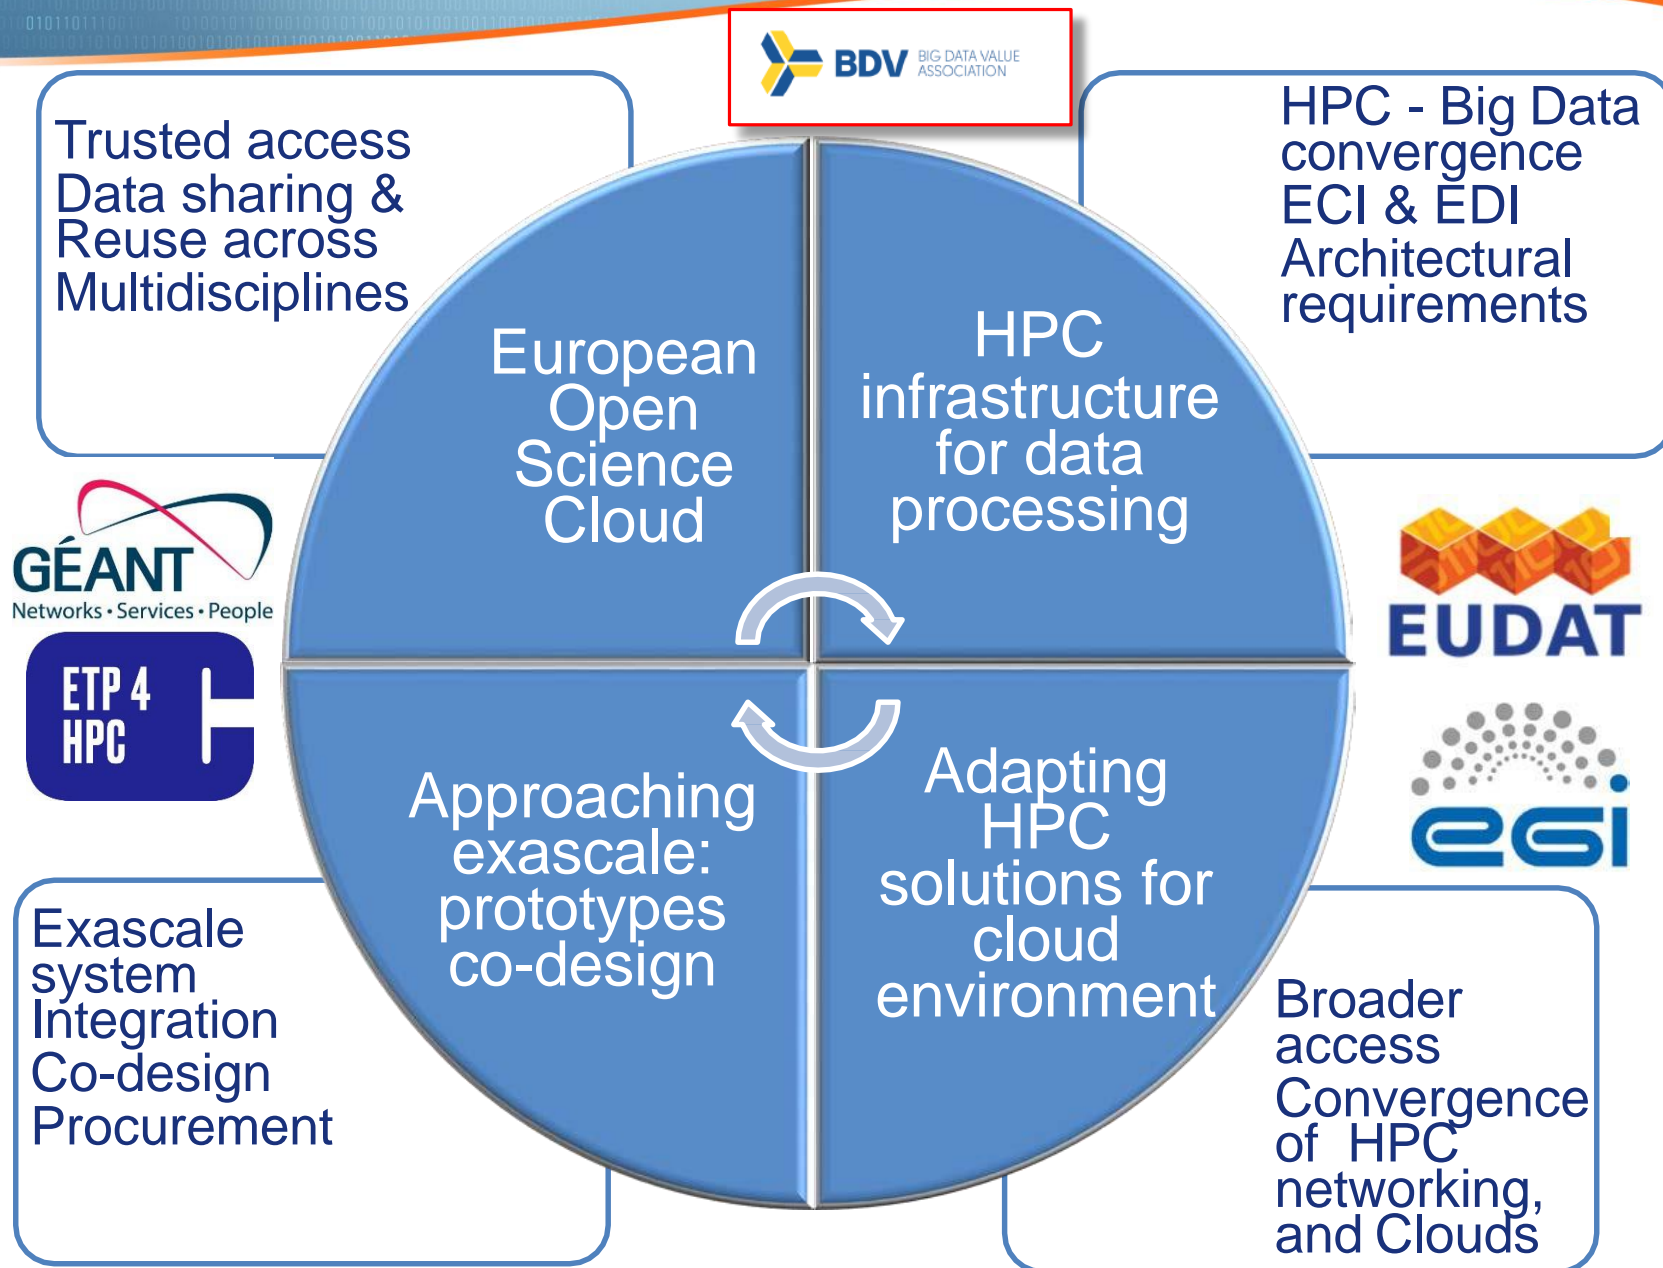 BDV BIG DATA VALUE
ASSOCIATION
Trusted access
Data sharing &
Reuse across
Multidisciplines
HPC - Big Data
convergence
ECI & EDI
Architectural
requirements
European
Open
Science
Cloud
HPC
infrastructure
for data
processing
GÉANT
Networks · Services · People
ETP 4
HPC
EUDAT
egi
Approaching
exascale:
prototypes
co-design
Adapting
HPC
solutions for
cloud
environment
Exascale
system
Integration
Co-design
Procurement
Broader
access
Convergence
of HPC
networking,
and Clouds